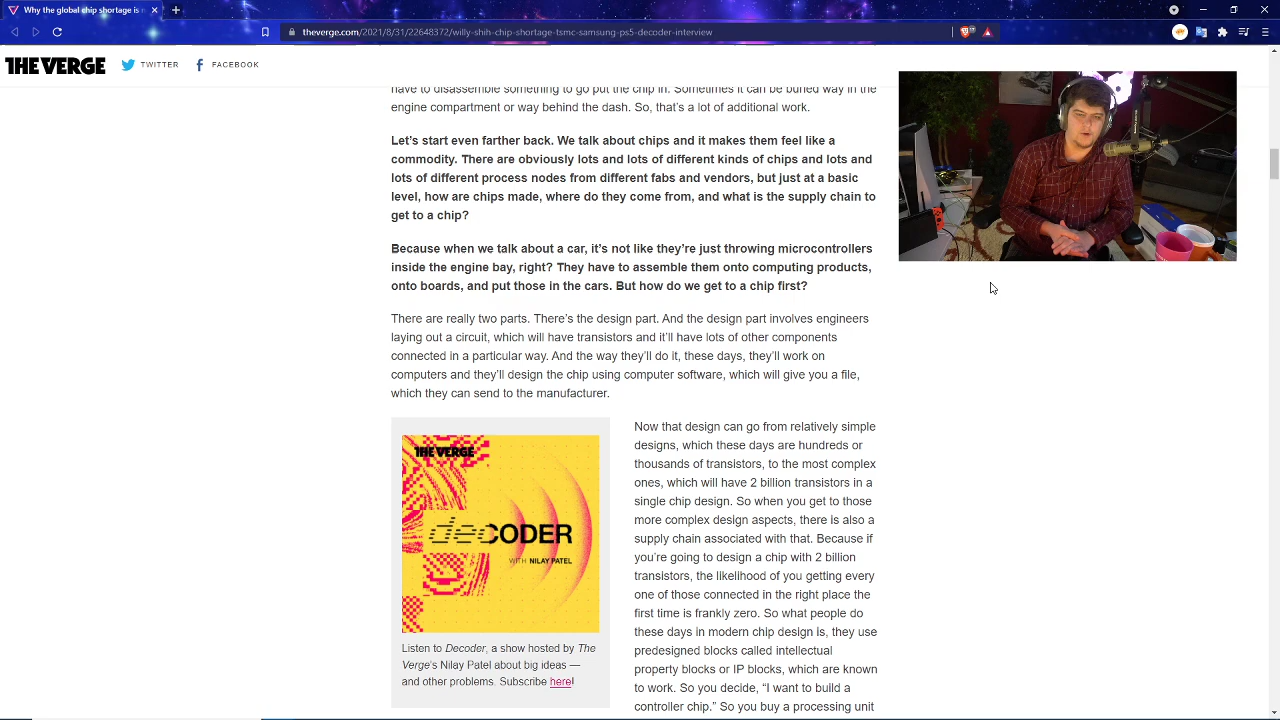 Why the global chip shortage is
theverge.com/2021/8/31/22648372/willy-shih-chip-shortage-tsmc-samsung-ps5-decoder-interview
THE VERGE TWITTER FACEBOOK
have to disassemble something to go put the chip in. Sometimes it can be buried way in the
engine compartment or way behind the dash. So, that’s a lot of additional work.
Let’s start even farther back. We talk about chips and it makes them feel like a
commodity. There are obviously lots and lots of different kinds of chips and lots and
lots of different process nodes from different fabs and vendors, but just at a basic
level, how are chips made, where do they come from, and what is the supply chain to
get to a chip?
Because when we talk about a car, it’s not like they’re just throwing microcontrollers
inside the engine bay, right? They have to assemble them onto computing products,
onto boards, and put those in the cars. But how do we get to a chip first?
There are really two parts. There’s the design part. And the design part involves engineers
laying out a circuit, which will have transistors and it’ll have lots of other components
connected in a particular way. And the way they’ll do it, these days, they’ll work on
computers and they’ll design the chip using computer software, which will give you a file,
which they can send to the manufacturer.
THE VERGE
decODER
WITH NILAY PATEL
Listen to Decoder, a show hosted by The
Verge’s Nilay Patel about big ideas —
and other problems. Subscribe here!
Now that design can go from relatively simple
designs, which these days are hundreds or
thousands of transistors, to the most complex
ones, which will have 2 billion transistors in a
single chip design. So when you get to those
more complex design aspects, there is also a
supply chain associated with that. Because if
you’re going to design a chip with 2 billion
transistors, the likelihood of you getting every
one of those connected in the right place the
first time is frankly zero. So what people do
these days in modern chip design is, they use
predesigned blocks called intellectual
property blocks or IP blocks, which are known
to work. So you decide, “I want to build a
controller chip.” So you buy a processing unit